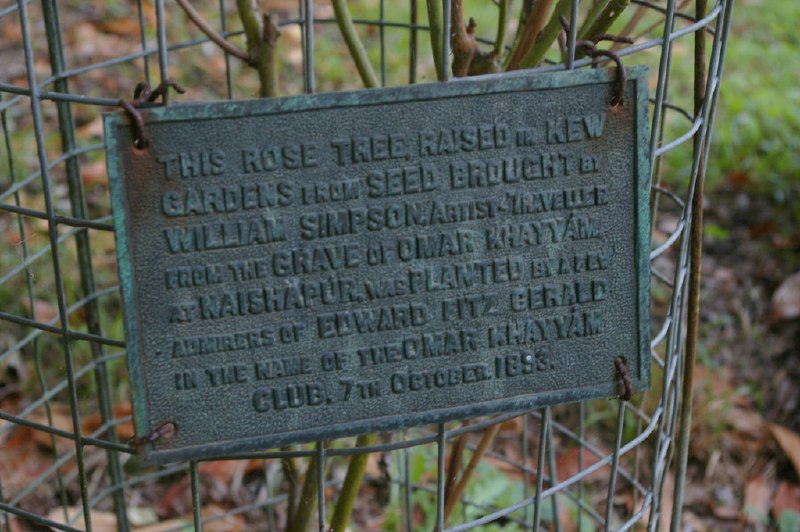 THIS ROSE TREE, RAISED IN KEW
GARDENS FROM SEED BROUGHT BY
WILLIAM SIMPSON, ARTIST-TRAVELLER
FROM THE GRAVE OF OMAR KHAYYÁM
AT NAISHÁPÚR, WAS PLANTED BY A FEW
ADMIRERS OF EDWARD FITZ GERALD
IN THE NAME OF THE OMAR KHAYYÁM
CLUB. 7TH OCTOBER. 1893.